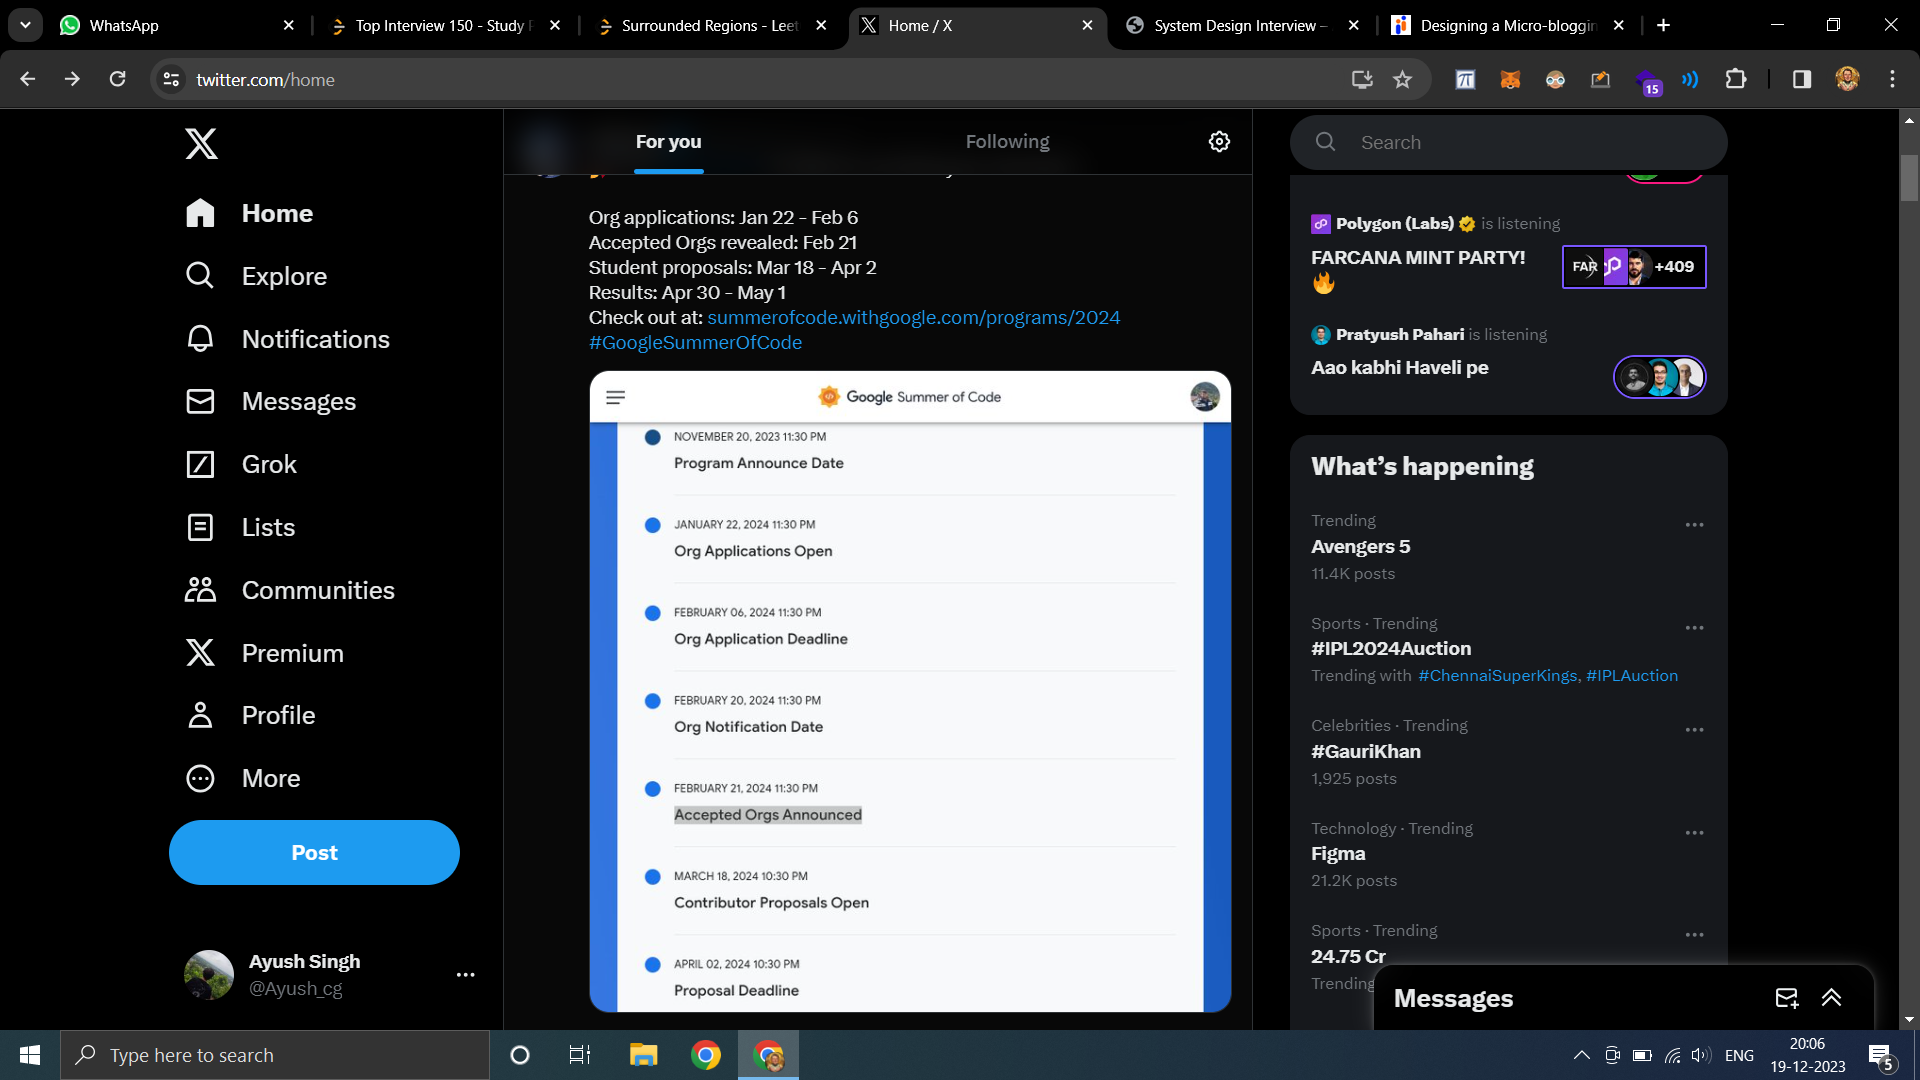 WhatsApp
Top Interview 150 - Study
Surrounded Regions - Leet
Home / X
System Design Interview –
Designing a Micro-bloggin
twitter.com/home
15
Home
Explore
Notifications
Messages
Grok
Lists
Communities
Premium
Profile
More
Post
Ayush Singh
@Ayush_cg
For you
Following
Org applications: Jan 22 - Feb 6
Accepted Orgs revealed: Feb 21
Student proposals: Mar 18 - Apr 2
Results: Apr 30 - May 1
Check out at: summerofcode.withgoogle.com/programs/2024
#GoogleSummerOfCode
Google Summer of Code
NOVEMBER 20, 2023 11:30 PM
Program Announce Date
JANUARY 22, 2024 11:30 PM
Org Applications Open
FEBRUARY 06, 2024 11:30 PM
Org Application Deadline
FEBRUARY 20, 2024 11:30 PM
Org Notification Date
FEBRUARY 21, 2024 11:30 PM
Accepted Orgs Announced
MARCH 18, 2024 10:30 PM
Contributor Proposals Open
APRIL 02, 2024 10:30 PM
Proposal Deadline
Search
Polygon (Labs) is listening
FARCANA MINT PARTY!
🔥
FAR
+409
Pratyush Pahari is listening
Aao kabhi Haveli pe
What's happening
Trending
Avengers 5
11.4K posts
Sports · Trending
#IPL2024Auction
Trending with #ChennaiSuperKings, #IPLAuction
Celebrities · Trending
#GauriKhan
1,925 posts
Technology · Trending
Figma
21.2K posts
Sports · Trending
24.75 Cr
Trending
Messages
Type here to search
ENG
20:06
19-12-2023
5